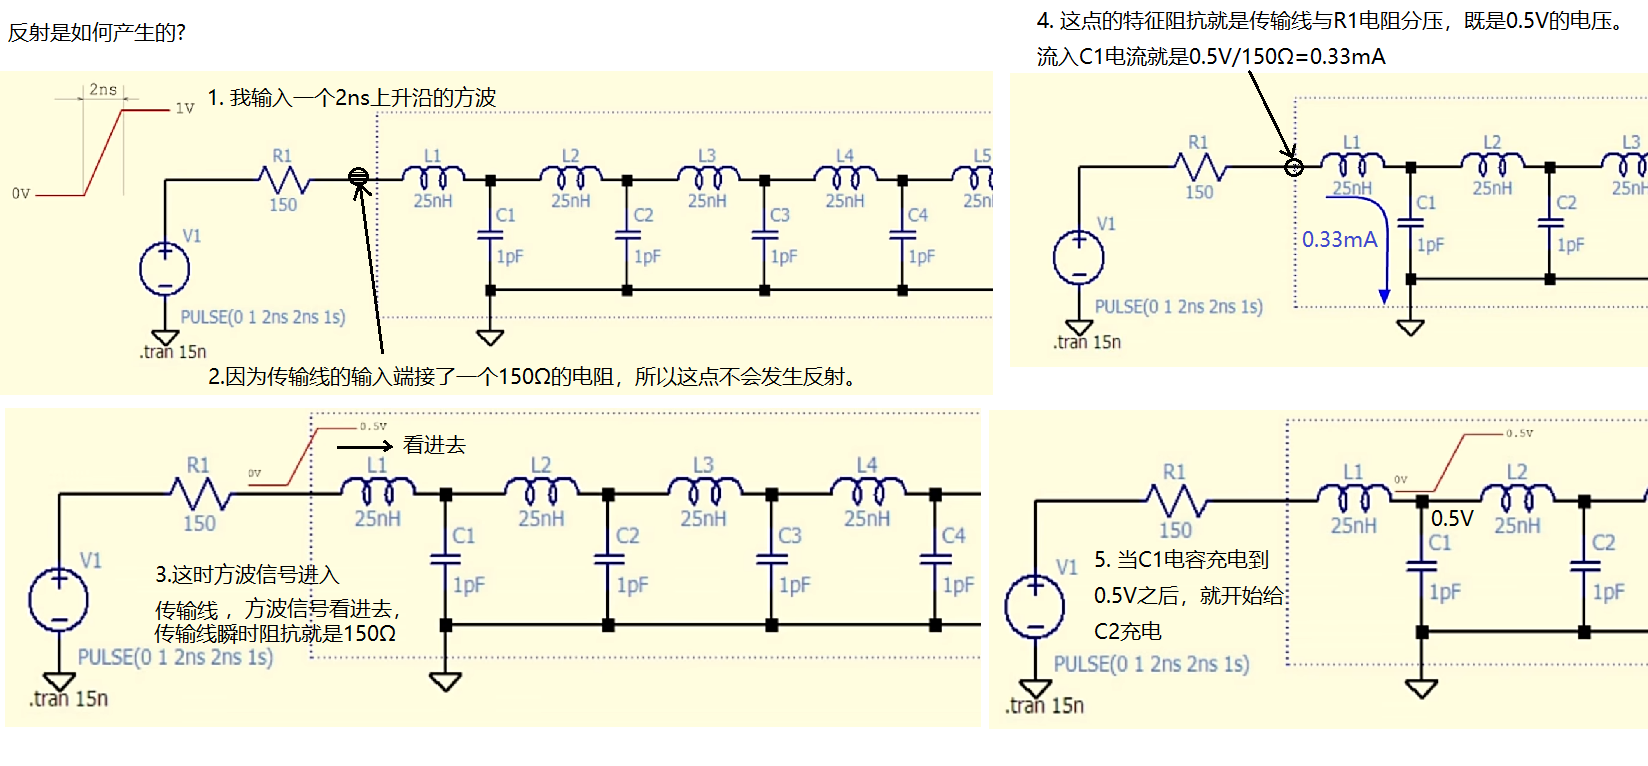 反射是如何产生的?
2ns
1V
0V
1. 我输入一个2ns上升沿的方波
R1
150
V1
PULSE(0 1 2ns 2ns 1s)
.tran 15n
L1
25nH
L2
25nH
L3
25nH
L4
25nH
L5
25n
C1
1pF
C2
1pF
C3
1pF
C4
1pF
2.因为传输线的输入端接了一个150Ω的电阻，所以这点不会发生反射。
4. 这点的特征阻抗就是传输线与R1电阻分压，既是0.5V的电压。
流入C1电流就是0.5V/150Ω=0.33mA
R1
150
V1
PULSE(0 1 2ns 2ns 1s)
.tran 15n
L1
25nH
L2
25nH
L3
25nH
C1
1pF
C2
1pF
0.33mA
0V
0.5V
看进去
R1
150
V1
PULSE(0 1 2ns 2ns 1s)
.tran 15n
L1
25nH
L2
25nH
L3
25nH
L4
25nH
C1
1pF
C2
1pF
C3
1pF
C4
1pF
3.这时方波信号进入
传输线 ，方波信号看进去，
传输线瞬时阻抗就是150Ω
0V
0.5V
R1
150
V1
PULSE(0 1 2ns 2ns 1s)
.tran 15n
L1
25nH
L2
25nH
0.5V
C1
1pF
C2
1pF
5. 当C1电容充电到
0.5V之后，就开始给
C2充电